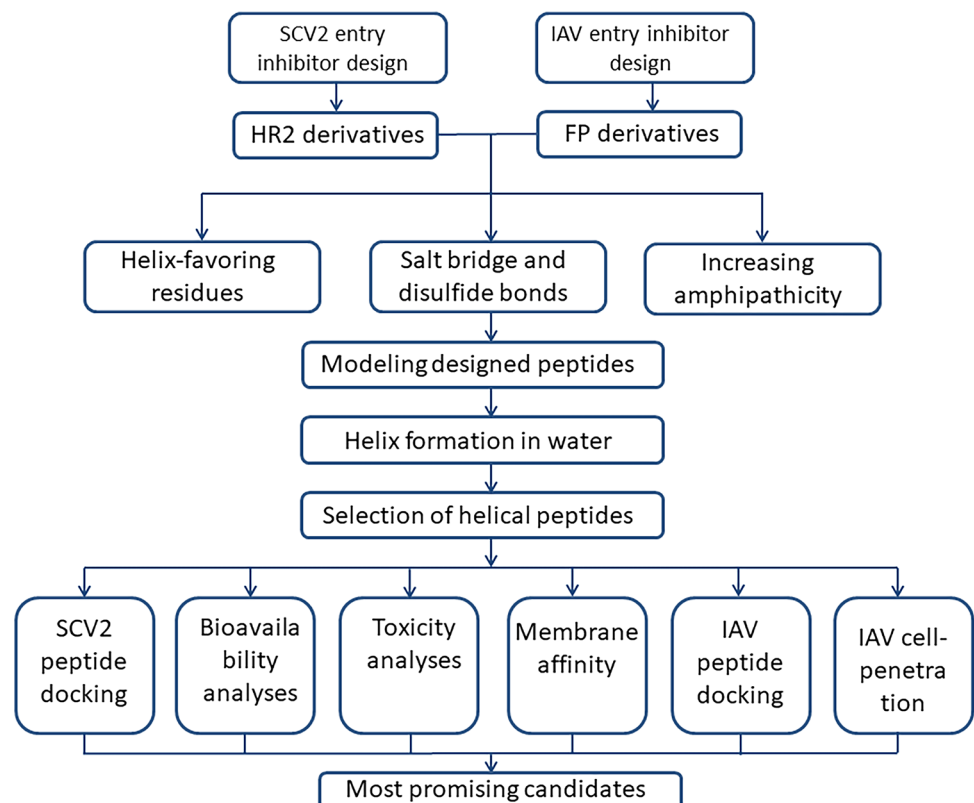 SCV2 entry
inhibitor design
IAV entry inhibitor
design
HR2 derivatives
FP derivatives
Helix-favoring
residues
Salt bridge and
disulfide bonds
Increasing
amphipathicity
Modeling designed peptides
Helix formation in water
Selection of helical peptides
SCV2
peptide
docking
Bioavaila
bility
analyses
Toxicity
analyses
Membrane
affinity
IAV
peptide
docking
IAV cell-
penetra
tion
Most promising candidates